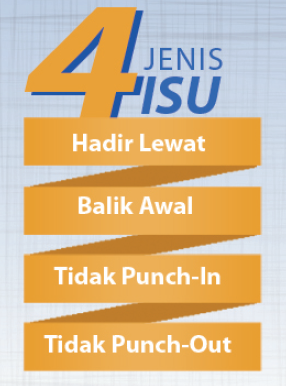 4 JENIS
ISU
Hadir Lewat
Balik Awal
Tidak Punch-In
Tidak Punch-Out